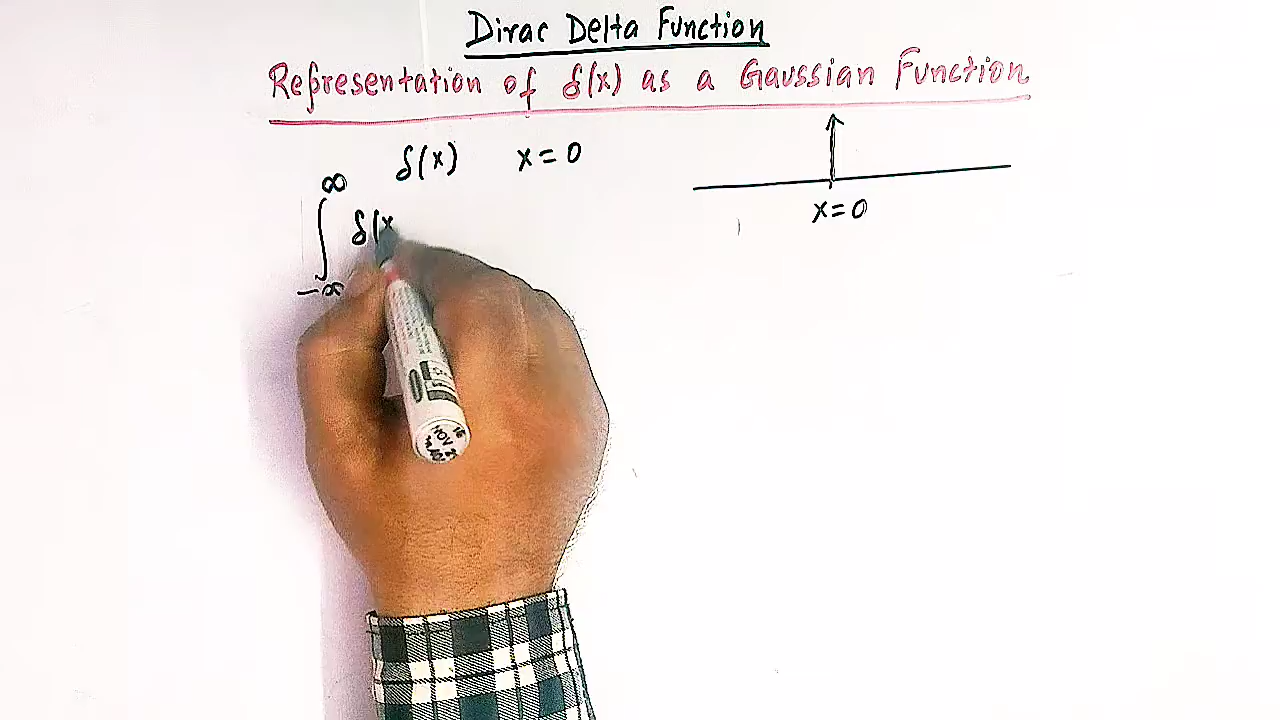 Dirac Delta Function
Representation of δ(x) as a Gaussian Function
δ(x) x = 0
∞
∫ δ(x
-∞
x = 0